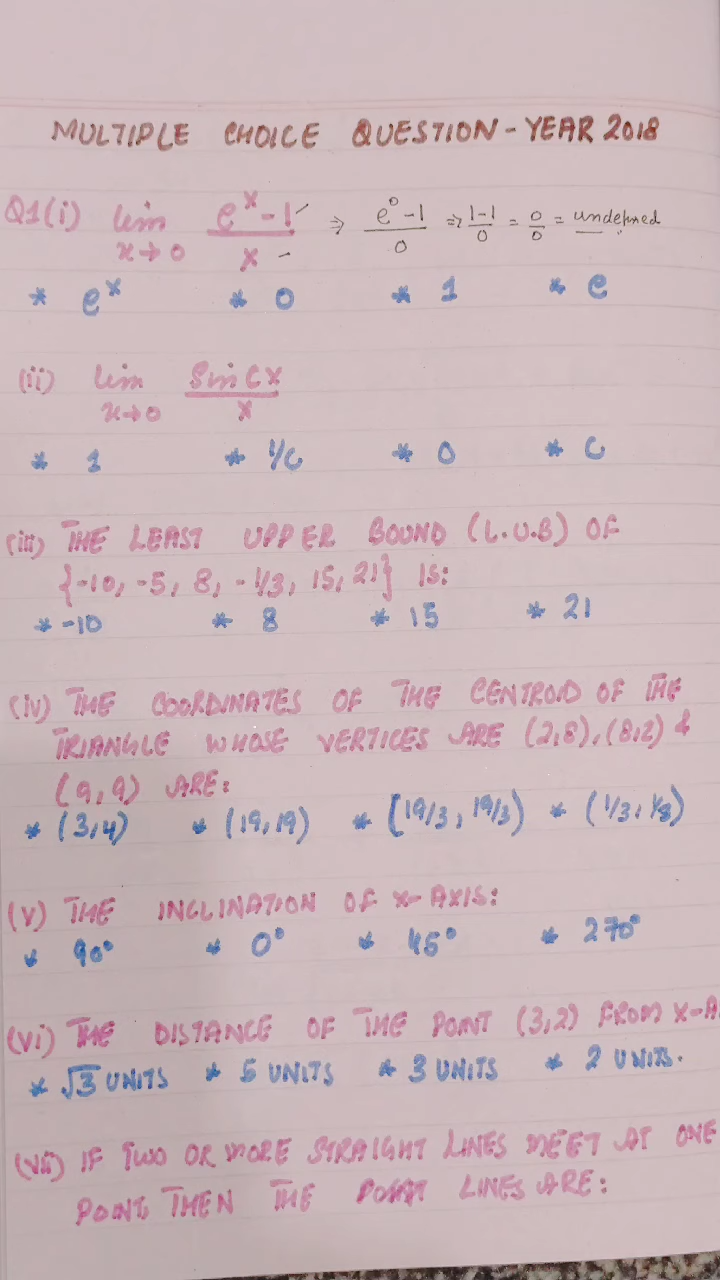 MULTIPLE CHOICE QUESTION - YEAR 2018
Q1(i) lim x→0 (e^x - 1)/x ⇒ (e^0 - 1)/0 ⇒ (1-1)/0 = 0/0 = undefined
* e^x * 0 * 1 * e
(ii) lim x→0 Sin Cx/x
* 1 * 1/C * 0 * C
(iii) THE LEAST UPPER BOUND (L.U.B) OF
{-10, -5, 8, -1/3, 15, 21} IS:
* -10 * 8 * 15 * 21
(iv) THE COORDINATES OF THE CENTROID OF THE
TRIANGLE WHOSE VERTICES ARE (2,8), (8,2) &
(9,9) ARE:
* (3,4) * (19,19) * (19/3, 19/3) * (1/3, 1/3)
(v) THE INCLINATION OF X-AXIS:
* 90° * 0° * 45° * 270°
(vi) THE DISTANCE OF THE POINT (3,2) FROM X-A
* √3 UNITS * 5 UNITS * 3 UNITS * 2 UNITS.
(vii) IF TWO OR MORE STRAIGHT LINES MEET AT ONE
POINT THEN THE LINES ARE: